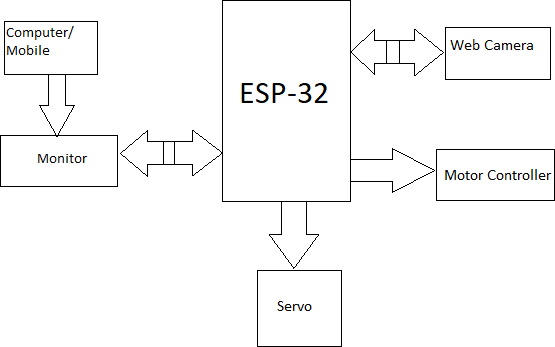 Computer/
Mobile
ESP-32
Web Camera
Monitor
Motor Controller
Servo